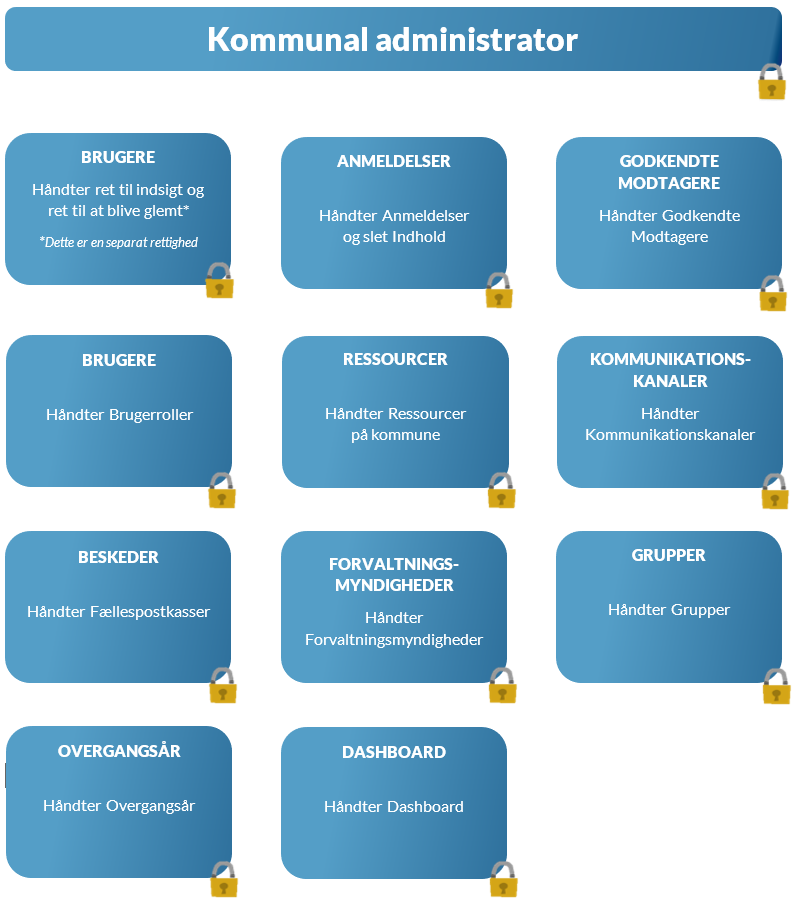 Kommunal administrator
BRUGERE
Håndter ret til indsigt og
ret til at blive glemt*
*Dette er en separat rettighed
ANMELDELSER
Håndter Anmeldelser
og slet Indhold
GODKENDTE
MODTAGERE
Håndter Godkendte
Modtagere
BRUGERE
Håndter Brugerroller
RESSOURCER
Håndter Ressourcer
på kommune
KOMMUNIKATIONS-
KANALER
Håndter
Kommunikationskanaler
BESKEDER
Håndter Fællespostkasser
FORVALTNINGS-
MYNDIGHEDER
Håndter
Forvaltningsmyndigheder
GRUPPER
Håndter Grupper
OVERGANGSÅR
Håndter Overgangsår
DASHBOARD
Håndter Dashboard